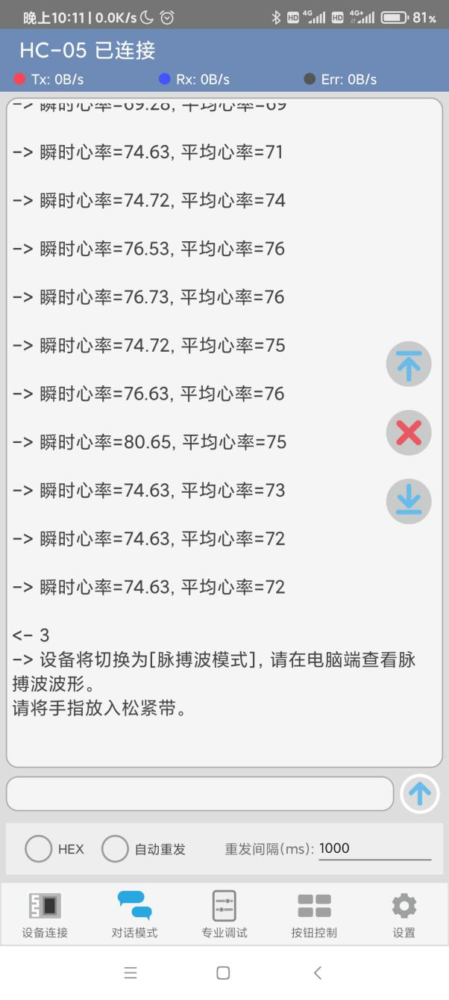 晚上10:11 | 0.0K/s HD 4G HD 4G+ 81%
HC-05 已连接
Tx: 0B/s Rx: 0B/s Err: 0B/s
-> 瞬时心率=69.28, 平均心率=69
-> 瞬时心率=74.63, 平均心率=71
-> 瞬时心率=74.72, 平均心率=74
-> 瞬时心率=76.53, 平均心率=76
-> 瞬时心率=76.73, 平均心率=76
-> 瞬时心率=74.72, 平均心率=75
-> 瞬时心率=76.63, 平均心率=76
-> 瞬时心率=80.65, 平均心率=75
-> 瞬时心率=74.63, 平均心率=73
-> 瞬时心率=74.63, 平均心率=72
-> 瞬时心率=74.63, 平均心率=72
<- 3
-> 设备将切换为[脉搏波模式], 请在电脑端查看脉
搏波波形。
请将手指放入松紧带。
HEX 自动重发 重发间隔(ms): 1000
设备连接 对话模式 专业调试 按钮控制 设置